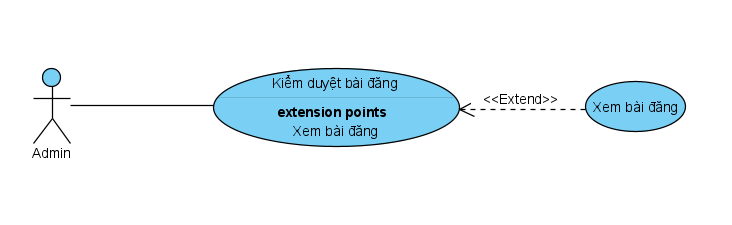 Kiểm duyệt bài đăng
<<Extend>>
extension points
Xem bài đăng
Xem bài đăng
Admin